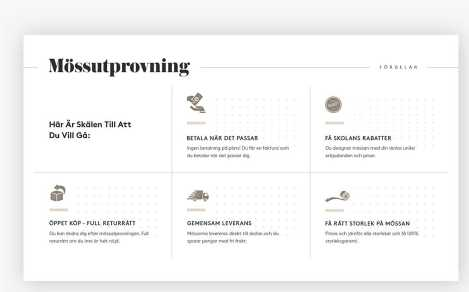 Mössutprovning
FÖRDELAR
Här Är Skälen Till Att
Du Vill Gå:
BETALA NÄR DET PASSAR
Ingen betalning på plats! Du får en faktura som
du betalar när det passar dig.
FÅ SKOLANS RABATTER
Du designar mössan med din skolas unika
erbjudanden och priser.
ÖPPET KÖP - FULL RETURRÄTT
Du kan ändra dig efter mössutprovningen. Full
returrätt om du inte är helt nöjd.
GEMENSAM LEVERANS
Mössorna levereras direkt till skolan och du
sparar pengar med fri frakt.
FÅ RÄTT STORLEK PÅ MÖSSAN
Prova och jämför alla storlekar och få 100%
storleksgaranti.